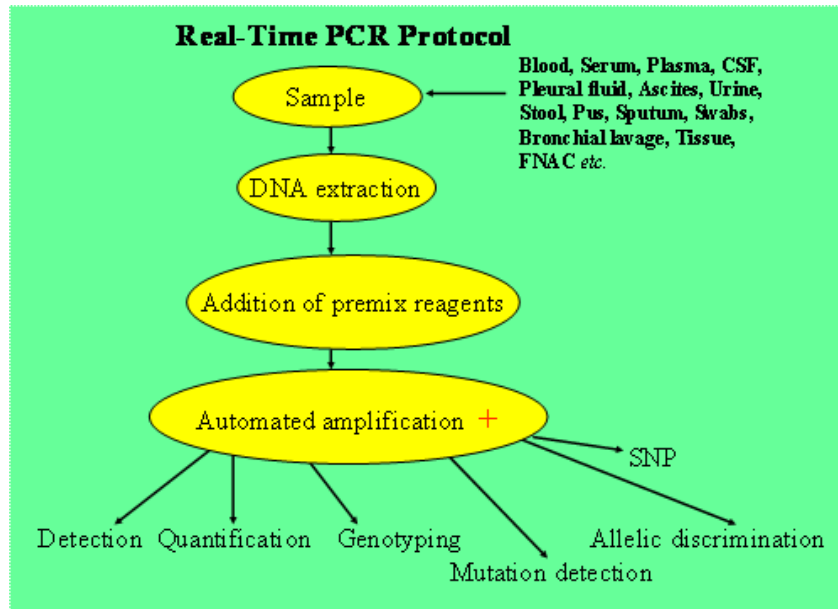 Real-Time PCR Protocol
Blood, Serum, Plasma, CSF,
Pleural fluid, Ascites, Urine,
Stool, Pus, Sputum, Swabs,
Bronchial lavage, Tissue,
FNAC etc.
Sample
DNA extraction
Addition of premix reagents
Automated amplification +
SNP
Detection
Quantification
Genotyping
Allelic discrimination
Mutation detection